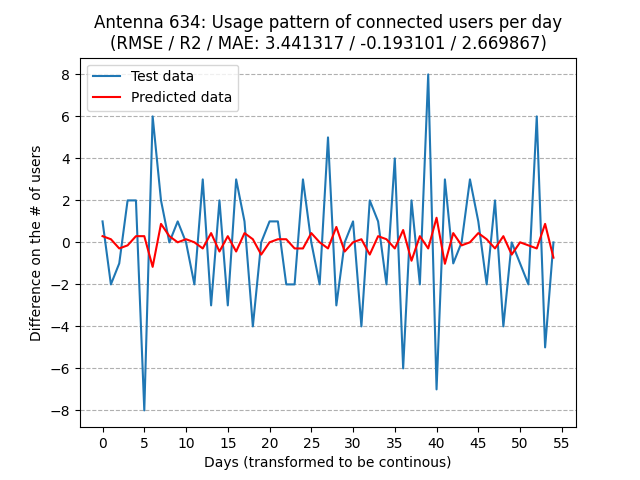 Antenna 634: Usage pattern of connected users per day
(RMSE / R2 / MAE: 3.441317 / -0.193101 / 2.669867)
Test data
Predicted data
8
6
4
2
0
−2
−4
−6
−8
Difference on the # of users
0 5 10 15 20 25 30 35 40 45 50 55
Days (transformed to be continous)